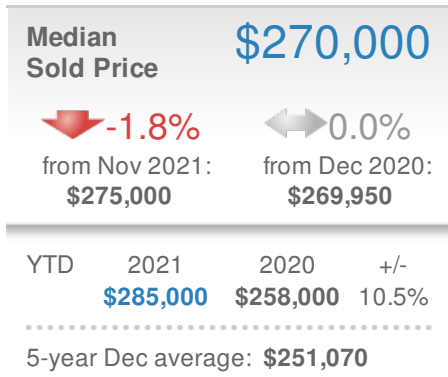 Median $270,000
Sold Price
-1.8% 0.0%
from Nov 2021: from Dec 2020:
$275,000 $269,950
YTD 2021 2020 +/-
$285,000 $258,000 10.5%
5-year Dec average: $251,070